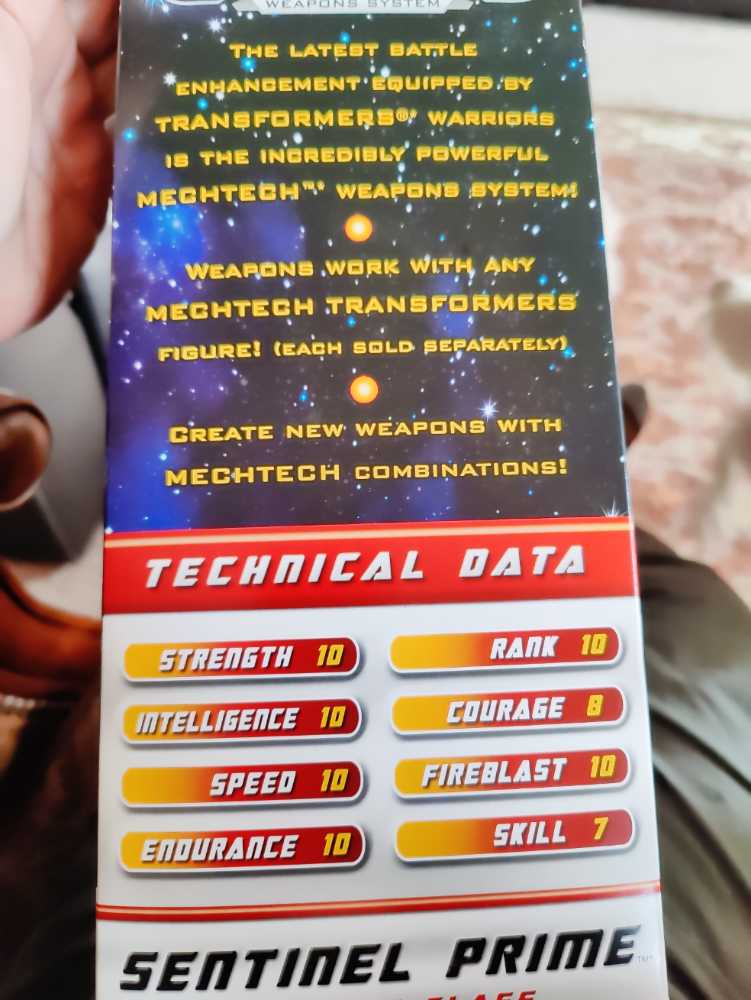 WEAPONS SYSTEM
THE LATEST BATTLE
ENHANCEMENT EQUIPPED BY
TRANSFORMERS®* WARRIORS
IS THE INCREDIBLY POWERFUL
MECHTECH™* WEAPONS SYSTEM!
WEAPONS WORK WITH ANY
MECHTECH TRANSFORMERS
FIGURE! (EACH SOLD SEPARATELY)
CREATE NEW WEAPONS WITH
MECHTECH COMBINATIONS!
TECHNICAL DATA
STRENGTH 10
RANK 10
INTELLIGENCE 10
COURAGE 8
SPEED 10
FIREBLAST 10
ENDURANCE 10
SKILL 7
SENTINEL PRIME™
CLASS